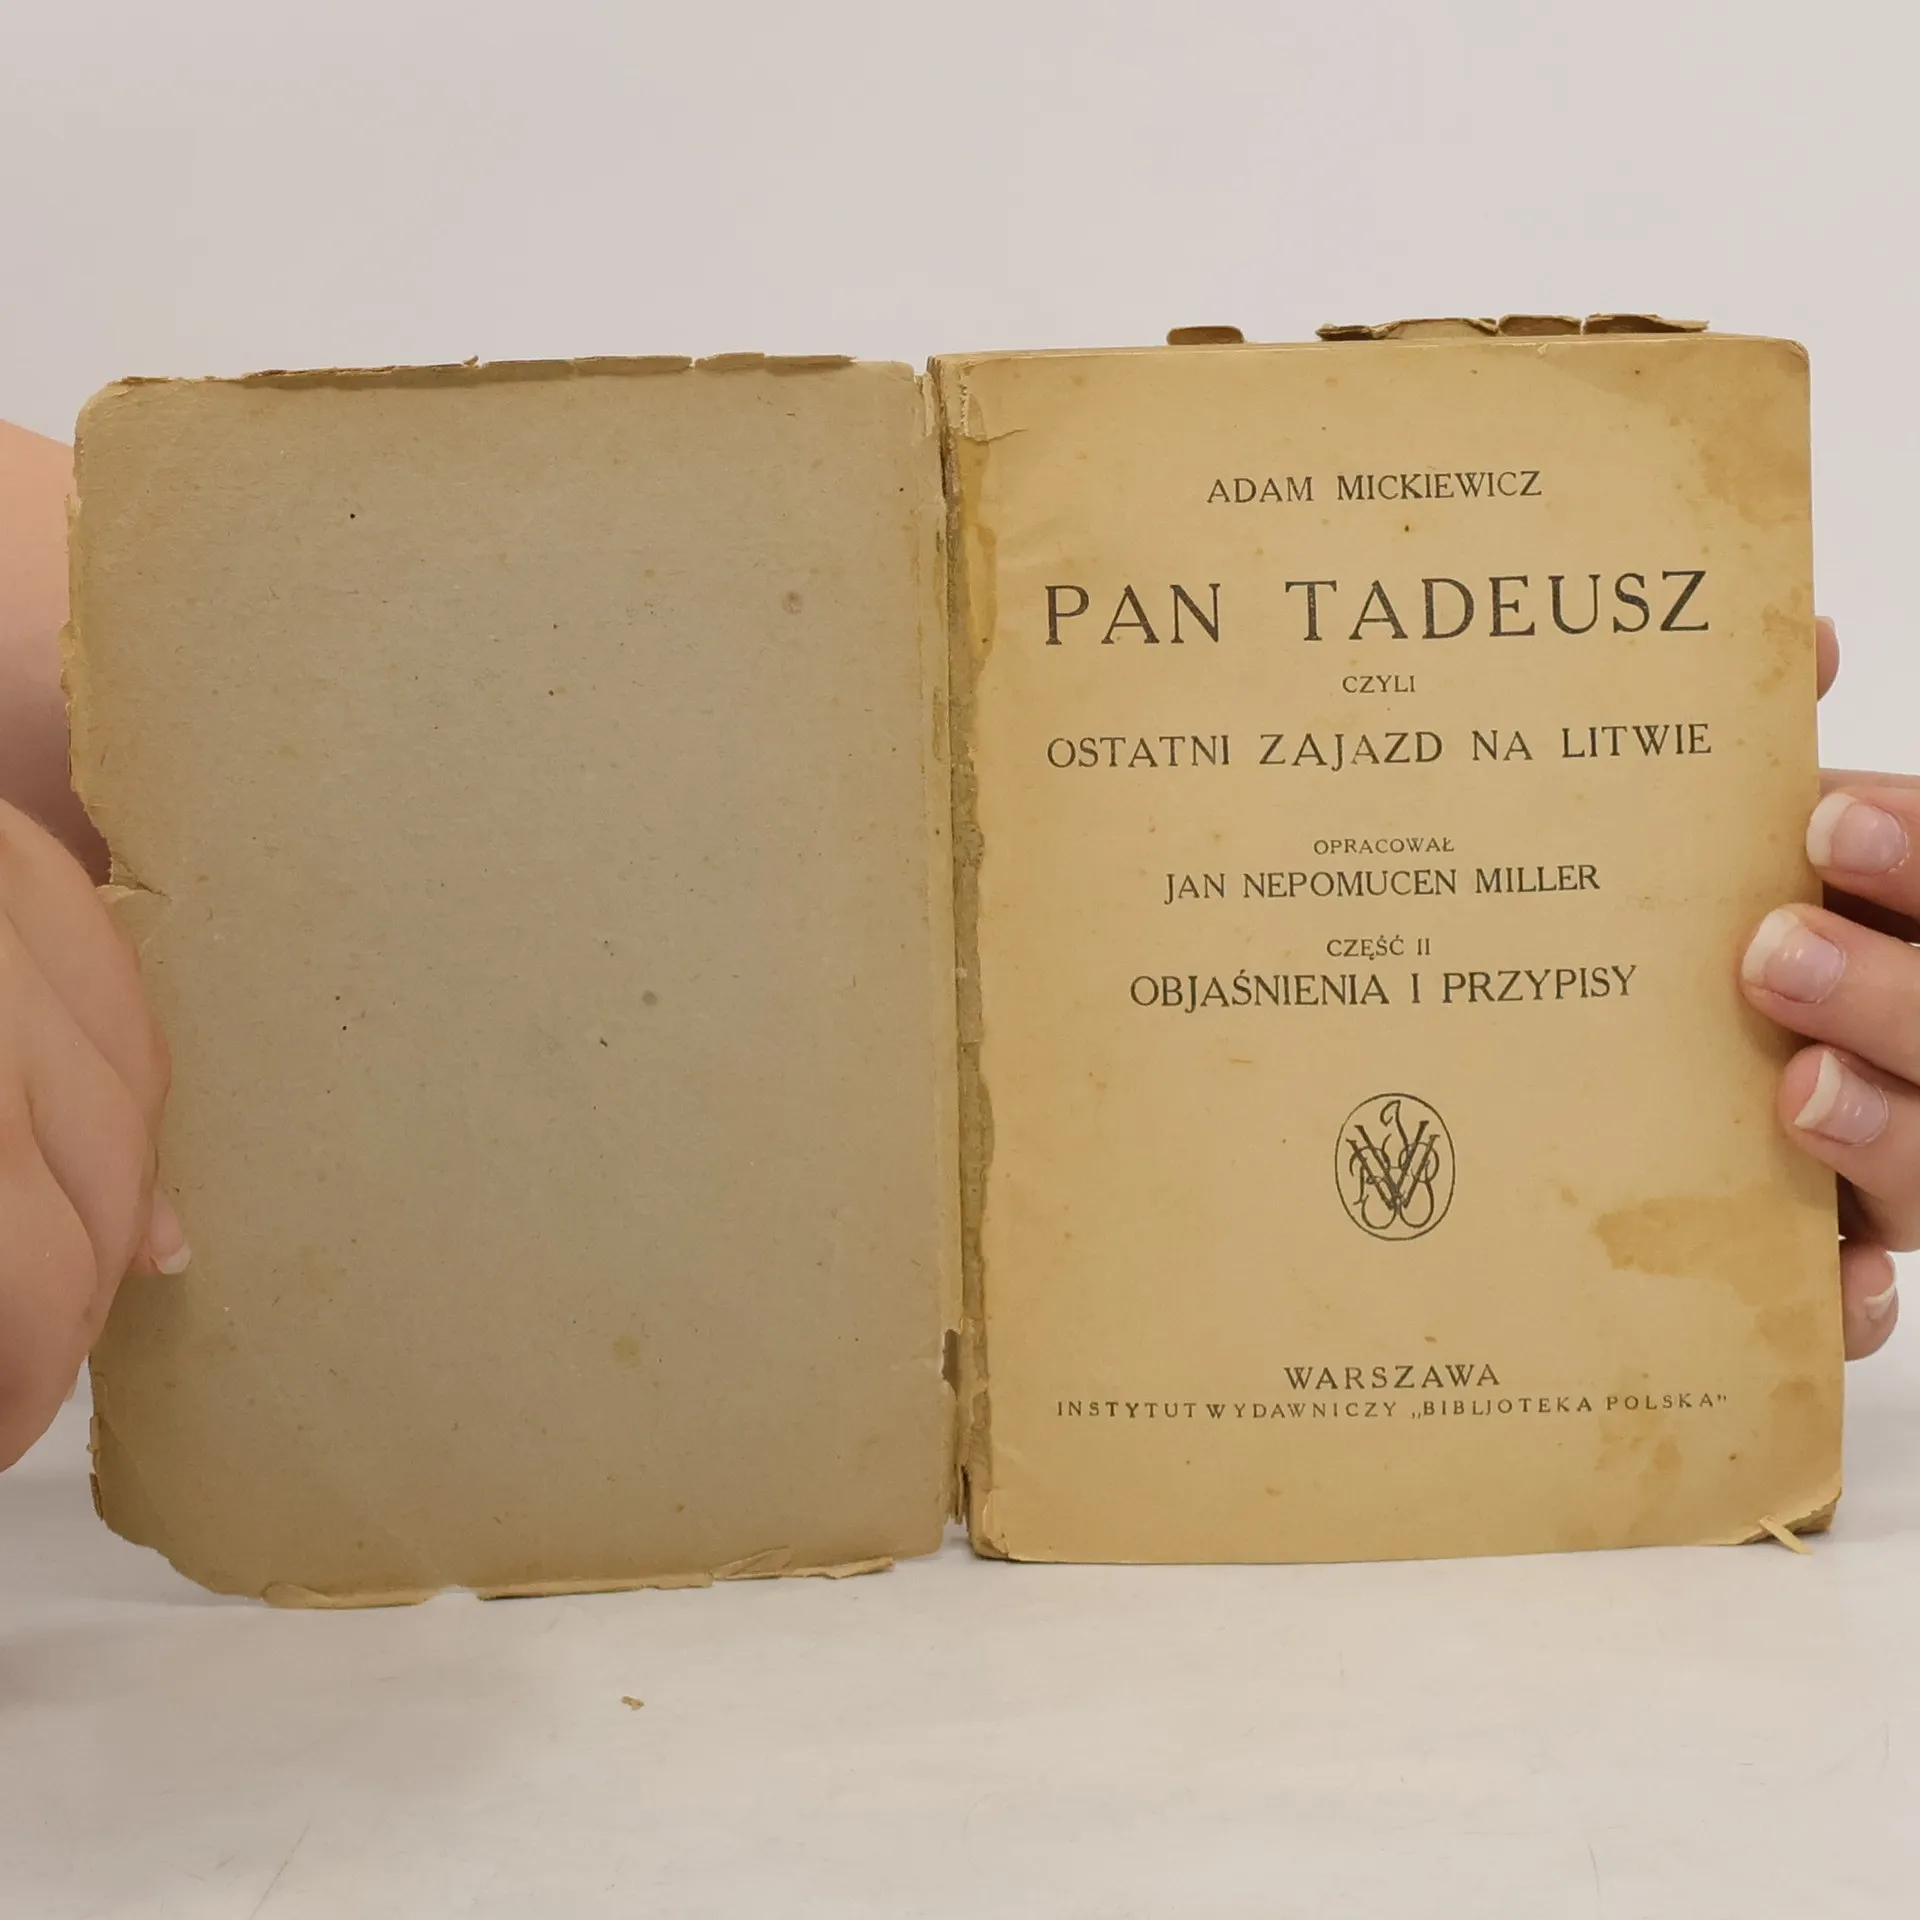 ADAM MICKIEWICZ
PAN TADEUSZ
CZYLI
OSTATNI ZAJAZD NA LITWIE
OPRACOWAŁ
JAN NEPOMUCEN MILLER
CZĘŚĆ II
OBJAŚNIENIA I PRZYPISY
WARSZAWA
INSTYTUT WYDAWNICZY „BIBLJOTEKA POLSKA"